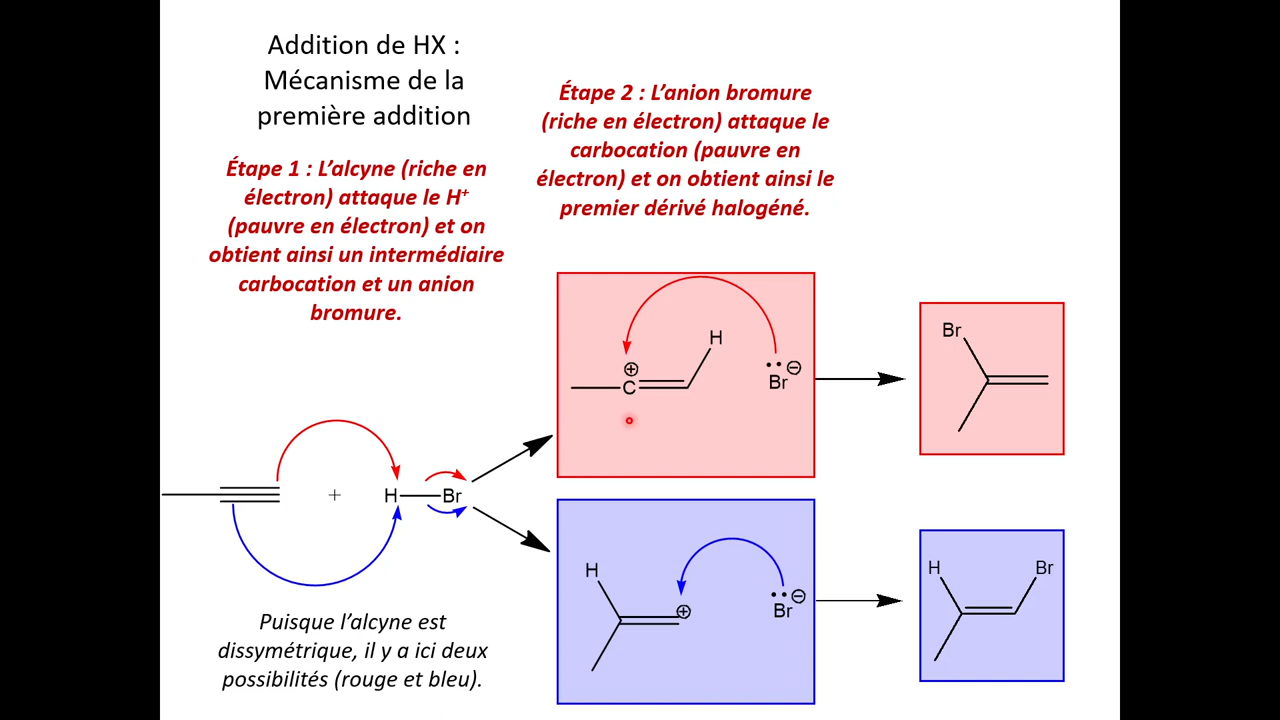 Addition de HX :
Mécanisme de la
première addition
Étape 1 : L’alcyne (riche en
électron) attaque le H⁺
(pauvre en électron) et on
obtient ainsi un intermédiaire
carbocation et un anion
bromure.
Étape 2 : L’anion bromure
(riche en électron) attaque le
carbocation (pauvre en
électron) et on obtient ainsi le
premier dérivé halogéné.
H
⊕
C
Br
⊖
Br
+
H
Br
H
⊕
Br
⊖
H
Br
Puisque l’alcyne est
dissymétrique, il y a ici deux
possibilités (rouge et bleu).